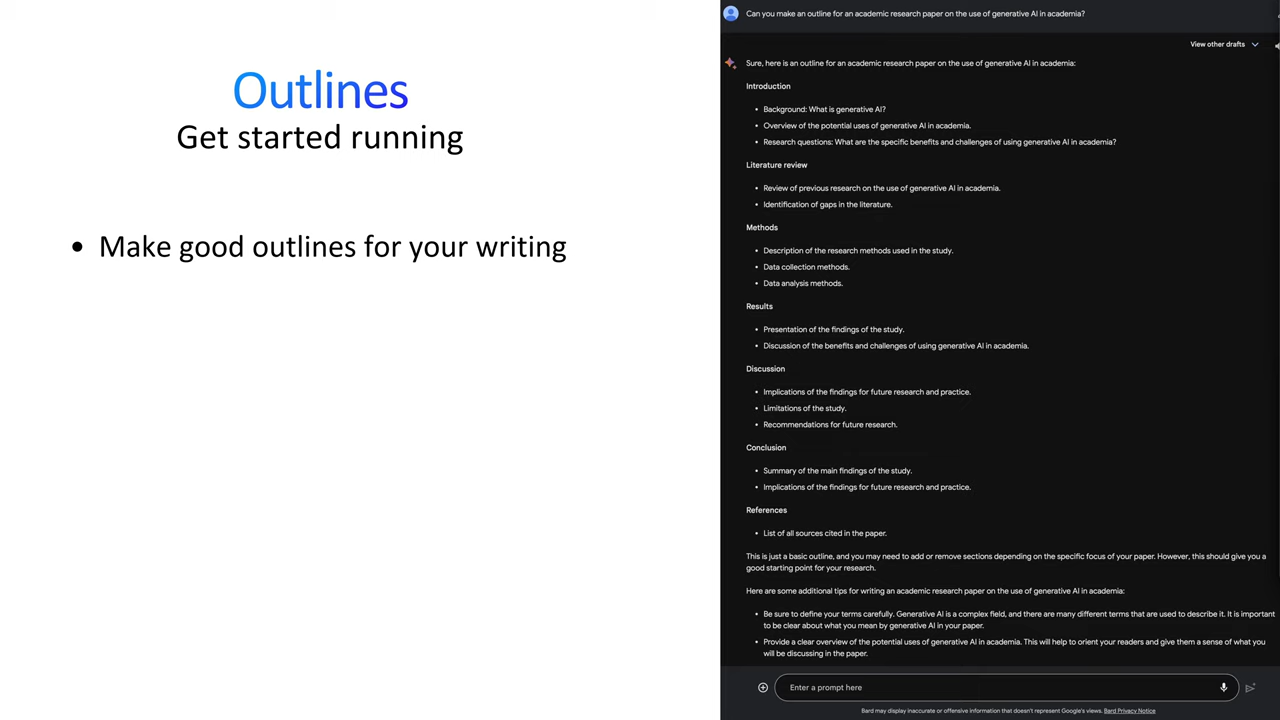 Outlines
Get started running
• Make good outlines for your writing
Can you make an outline for an academic research paper on the use of generative AI in academia?
View other drafts
Sure, here is an outline for an academic research paper on the use of generative AI in academia:
Introduction
• Background: What is generative AI?
• Overview of the potential uses of generative AI in academia.
• Research questions: What are the specific benefits and challenges of using generative AI in academia?
Literature review
• Review of previous research on the use of generative AI in academia.
• Identification of gaps in the literature.
Methods
• Description of the research methods used in the study.
• Data collection methods.
• Data analysis methods.
Results
• Presentation of the findings of the study.
• Discussion of the benefits and challenges of using generative AI in academia.
Discussion
• Implications of the findings for future research and practice.
• Limitations of the study.
• Recommendations for future research.
Conclusion
• Summary of the main findings of the study.
• Implications of the findings for future research and practice.
References
• List of all sources cited in the paper.
This is just a basic outline, and you may need to add or remove sections depending on the specific focus of your paper. However, this should give you a
good starting point for your research.
Here are some additional tips for writing an academic research paper on the use of generative AI in academia:
• Be sure to define your terms carefully. Generative AI is a complex field, and there are many different terms that are used to describe it. It is important
to be clear about what you mean by generative AI in your paper.
• Provide a clear overview of the potential uses of generative AI in academia. This will help to orient your readers and give them a sense of what you
will be discussing in the paper.
Enter a prompt here
Bard may display inaccurate or offensive information that doesn't represent Google's views. Bard Privacy Notice